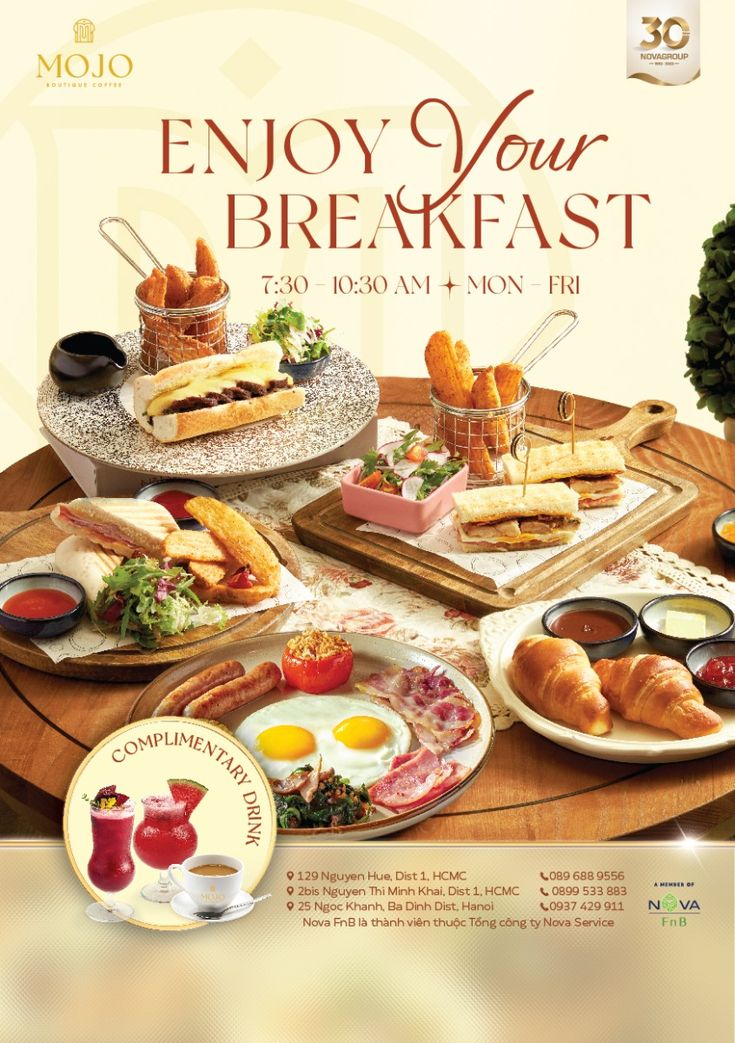 MOJO
BOUTIQUE COFFEE
30
NOVAGROUP
ENJOY Your
BREAKFAST
7:30 - 10:30 AM MON - FRI
COMPLIMENTARY DRINK
MOJO
129 Nguyen Hue, Dist 1, HCMC 089 688 9556
2bis Nguyen Thi Minh Khai, Dist 1, HCMC 0899 533 883
25 Ngoc Khanh, Ba Dinh Dist, Hanoi 0937 429 911
Nova FnB là thành viên thuộc Tổng công ty Nova Service
A MEMBER OF
NOVA
FnB